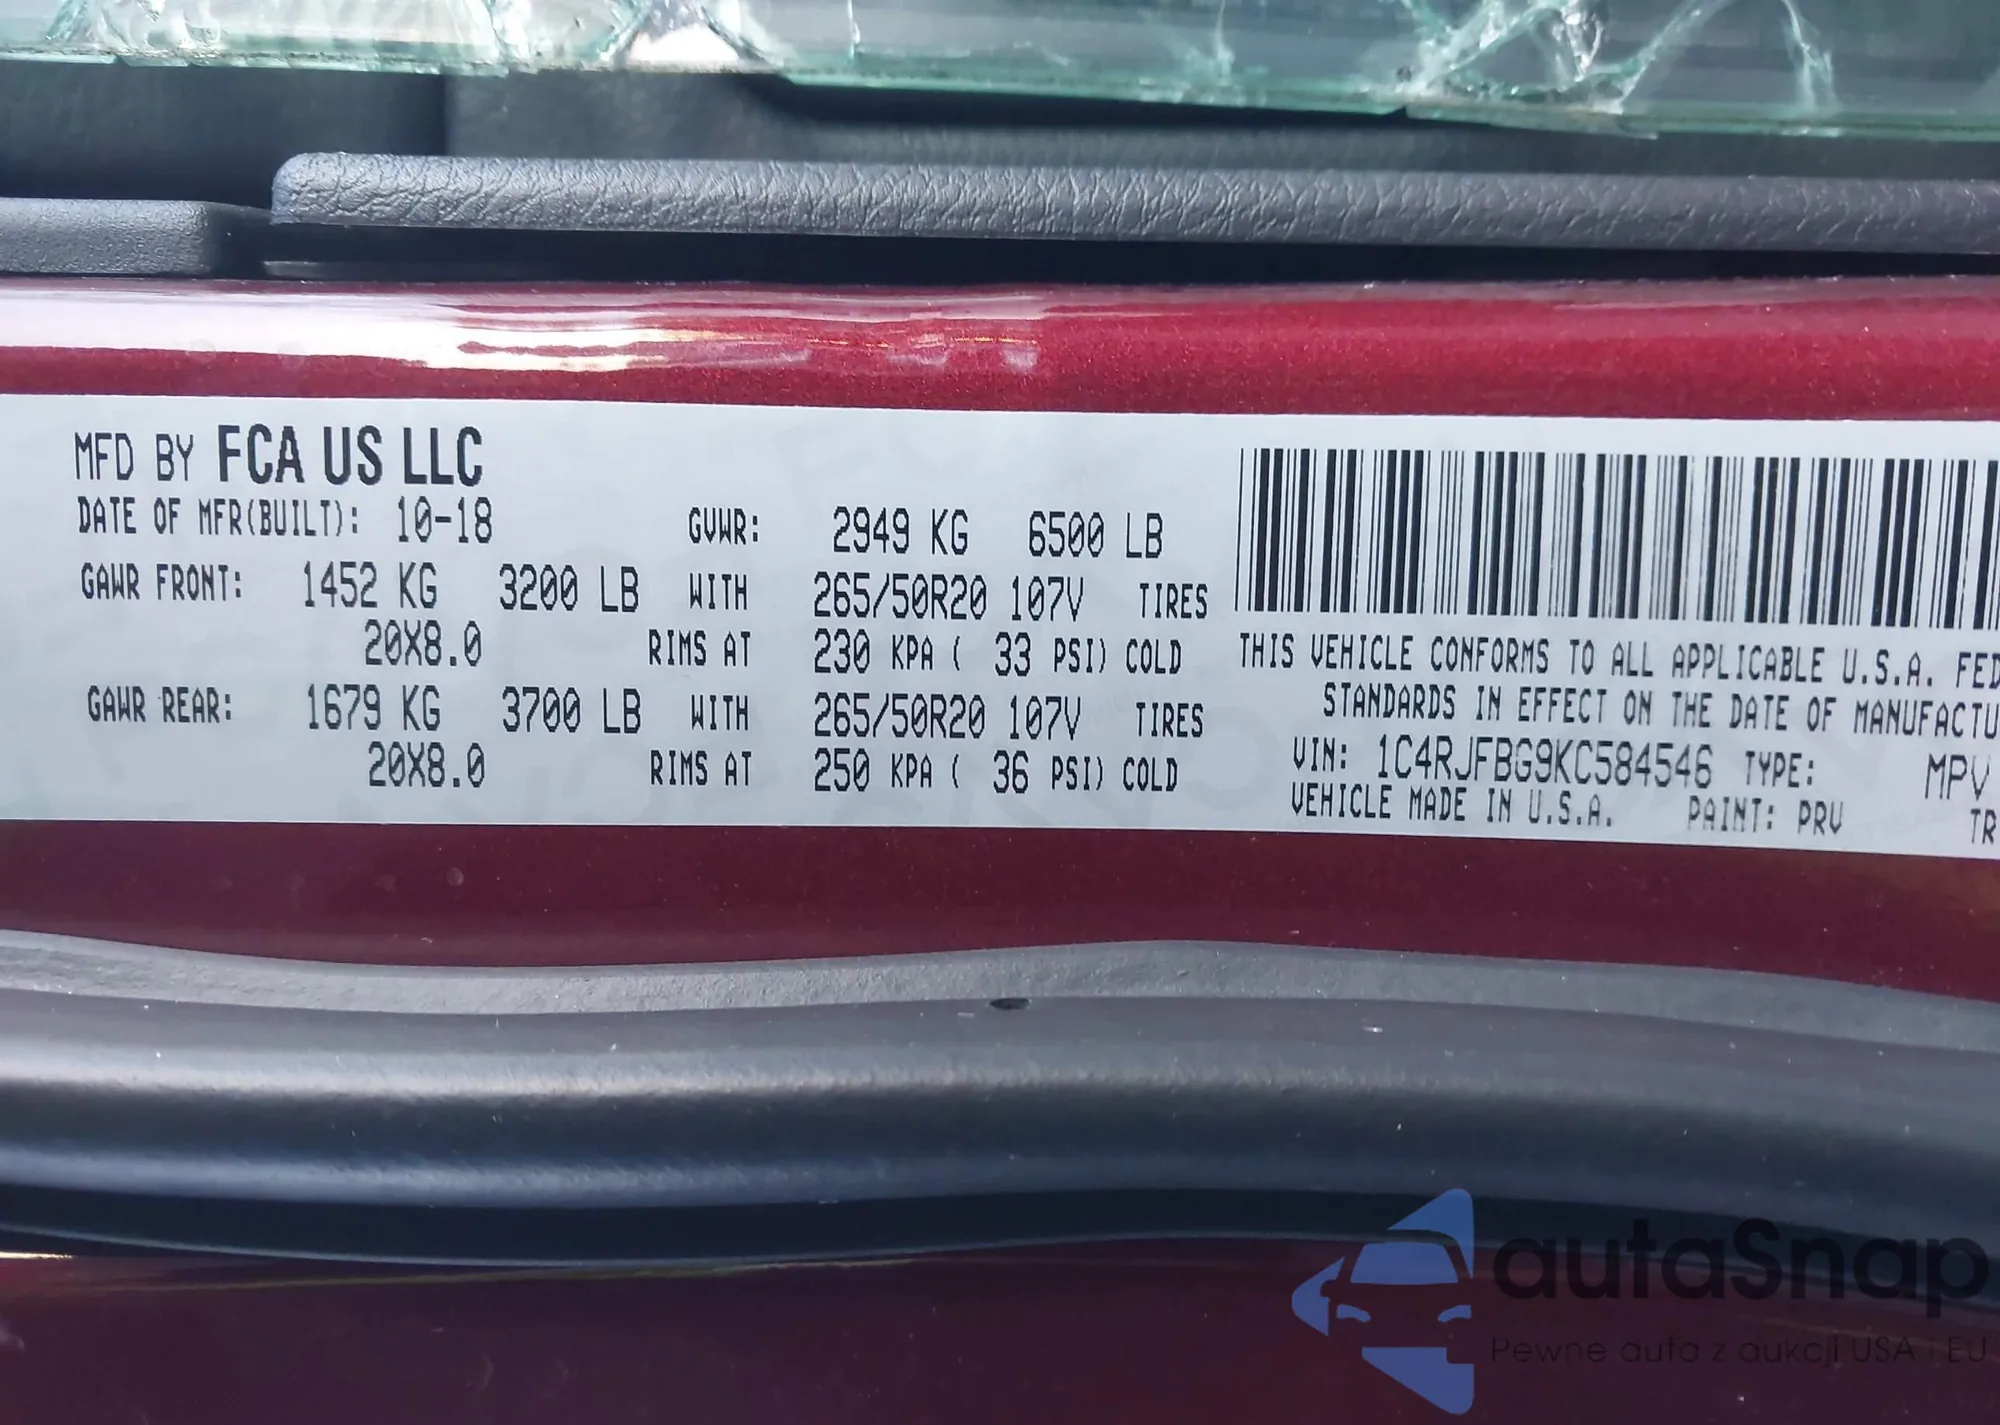 MFD BY FCA US LLC
DATE OF MFR(BUILT): 10-18 GVWR: 2949 KG 6500 LB
GAWR FRONT: 1452 KG 3200 LB WITH 265/50R20 107V TIRES
20X8.0 RIMS AT 230 KPA ( 33 PSI) COLD
GAWR REAR: 1679 KG 3700 LB WITH 265/50R20 107V TIRES
20X8.0 RIMS AT 250 KPA ( 36 PSI) COLD
THIS VEHICLE CONFORMS TO ALL APPLICABLE U.S.A. FED
STANDARDS IN EFFECT ON THE DATE OF MANUFACTU
VIN: 1C4RJFBG9KC584546 TYPE: MPV
VEHICLE MADE IN U.S.A. PAINT: PRV TR
autaSnap
Pewne auta z aukcji USA i EU